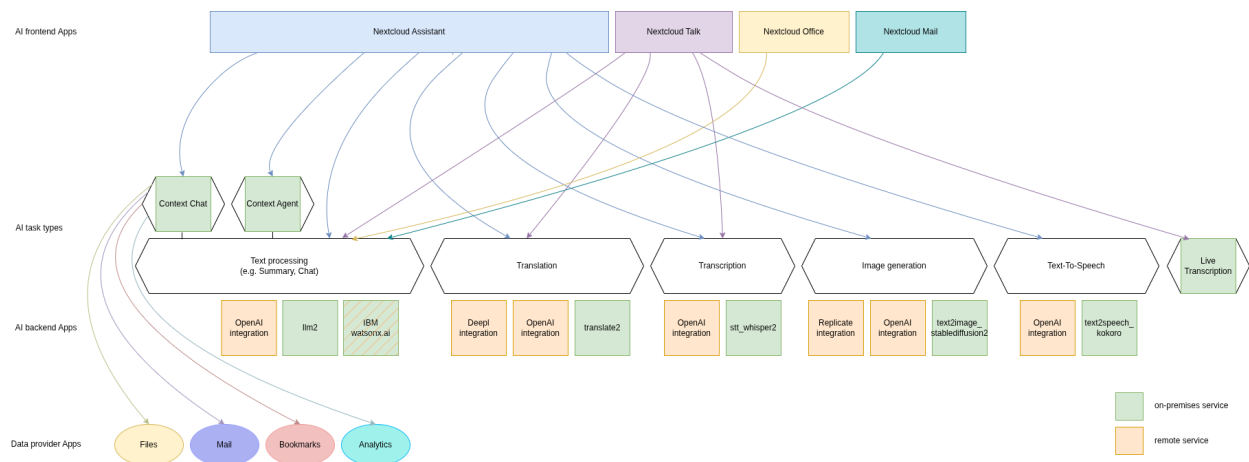 AI frontend Apps
Nextcloud Assistant
Nextcloud Talk
Nextcloud Office
Nextcloud Mail
Context Chat
Context Agent
AI task types
Text processing
(e.g. Summary, Chat)
Translation
Transcription
Image generation
Text-To-Speech
Live
Transcription
AI backend Apps
OpenAI
integration
llm2
IBM
watsonx.ai
Deepl
integration
OpenAI
integration
translate2
OpenAI
integration
stt_whisper2
Replicate
integration
OpenAI
integration
text2image_
stablediffusion2
OpenAI
integration
text2speech_
kokoro
on-premises service
remote service
Data provider Apps
Files
Mail
Bookmarks
Analytics